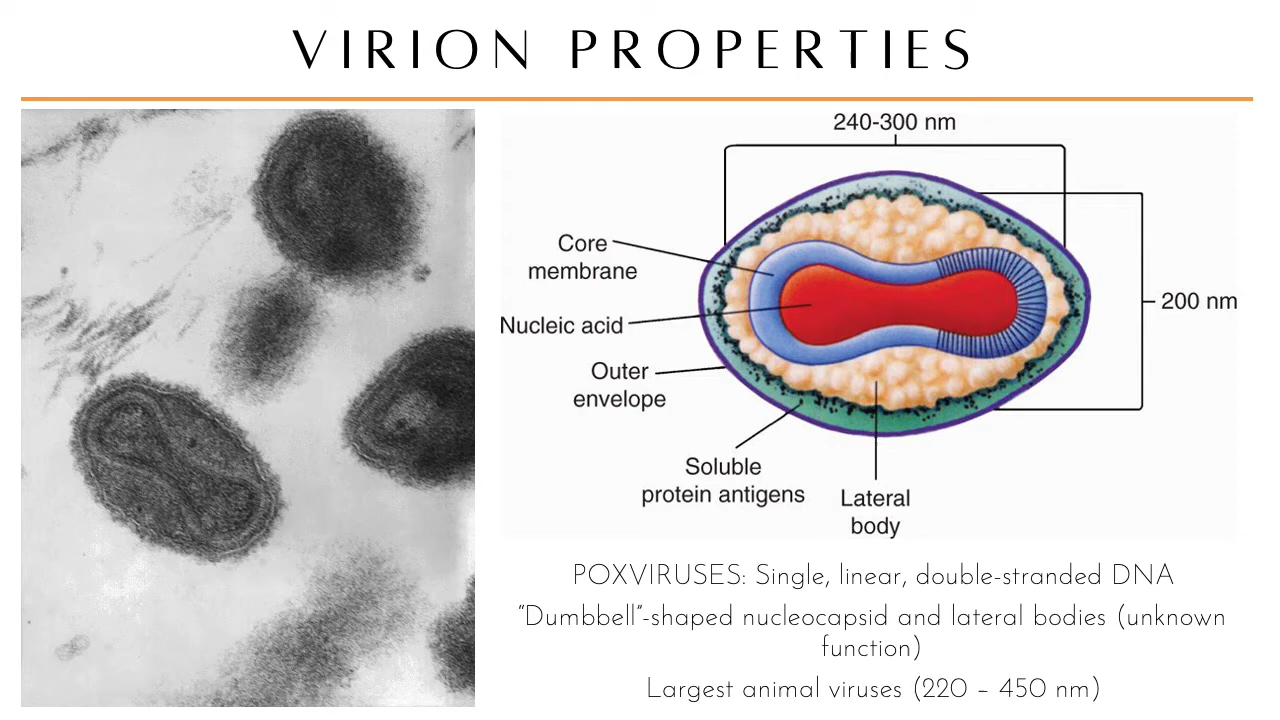 VIRION PROPERTIES
240-300 nm
Core
membrane
200 nm
Nucleic acid
Outer
envelope
Soluble
protein antigens
Lateral
body
POXVIRUSES: Single, linear, double-stranded DNA
"Dumbbell"-shaped nucleocapsid and lateral bodies (unknown
function)
Largest animal viruses (220 – 450 nm)